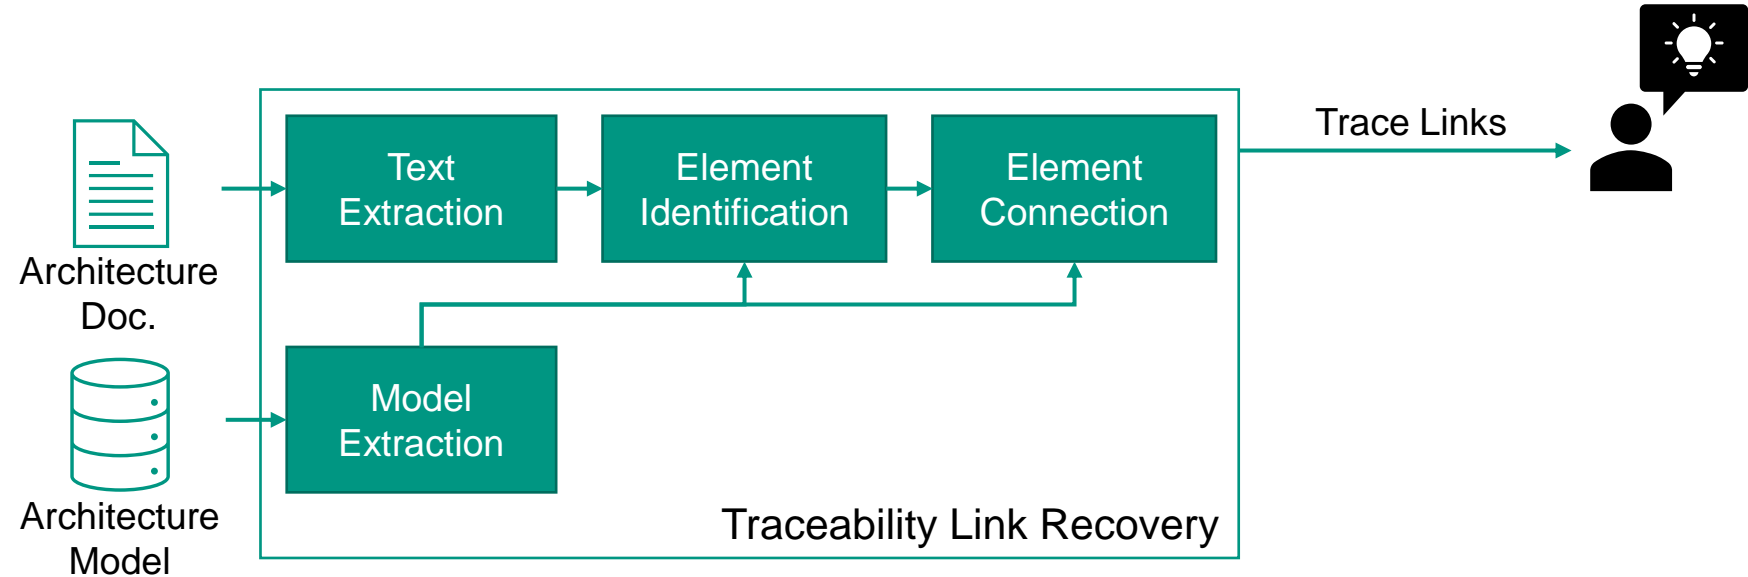 Architecture
Doc.
Architecture
Model
Text
Extraction
Element
Identification
Element
Connection
Model
Extraction
Traceability Link Recovery
Trace Links